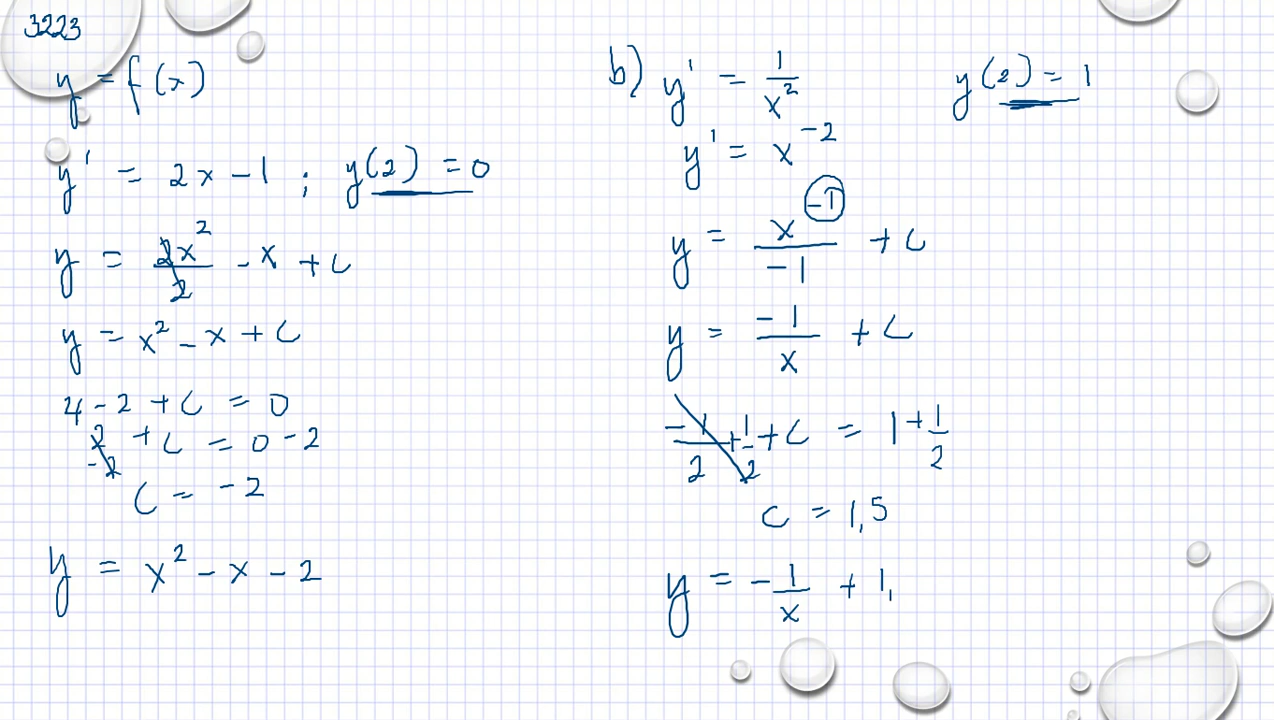 3223
y = f(x)
y' = 2x - 1 ; y(2) = 0
y = 2x²/2 - x + C
y = x² - x + C
4 - 2 + C = 0
2 - 2 + C = 0 - 2
C = -2
y = x² - x - 2
b) y' = 1/x² y(2) = 1
y' = x⁻²
y = x⁻¹/-1 + C
y = -1/x + C
-1/2 + 1/2 + C = 1 + 1/2
C = 1,5
y = -1/x + 1,